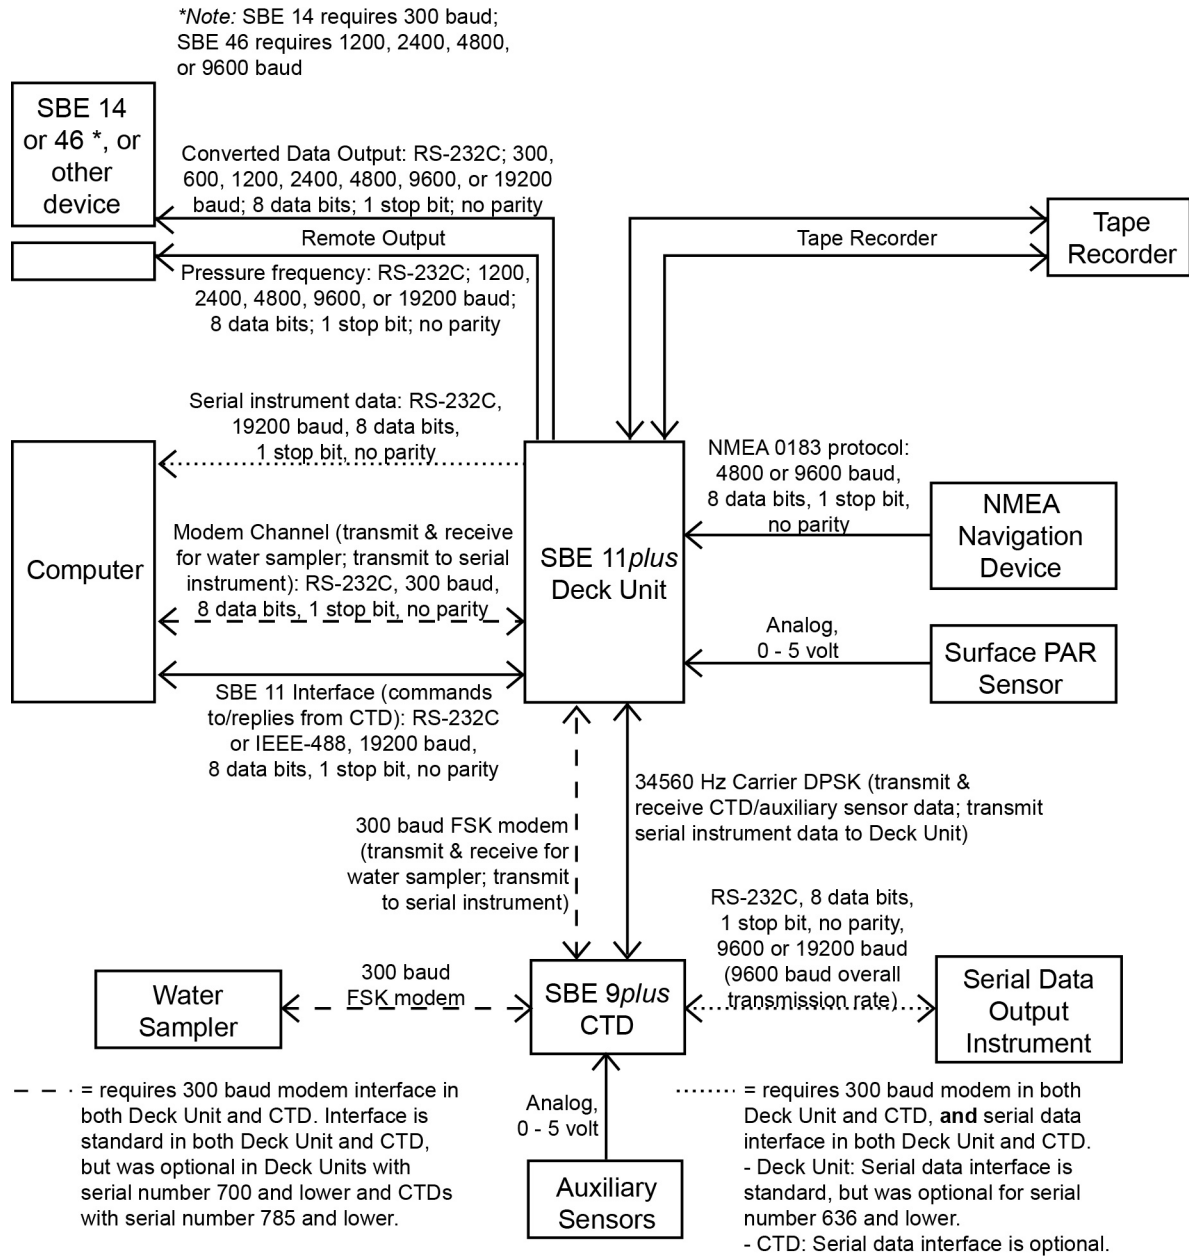 *Note: SBE 14 requires 300 baud;
SBE 46 requires 1200, 2400, 4800,
or 9600 baud
SBE 14
or 46 *, or
other
device
Converted Data Output: RS-232C; 300,
600, 1200, 2400, 4800, 9600, or 19200
baud; 8 data bits; 1 stop bit; no parity
Remote Output
Pressure frequency: RS-232C; 1200,
2400, 4800, 9600, or 19200 baud;
8 data bits; 1 stop bit; no parity
Tape Recorder
Tape
Recorder
Serial instrument data: RS-232C,
19200 baud, 8 data bits,
1 stop bit, no parity
Computer
Modem Channel (transmit & receive
for water sampler; transmit to serial
instrument): RS-232C, 300 baud,
8 data bits, 1 stop bit, no parity
SBE 11 Interface (commands
to/replies from CTD): RS-232C
or IEEE-488, 19200 baud,
8 data bits, 1 stop bit, no parity
SBE 11plus
Deck Unit
NMEA 0183 protocol:
4800 or 9600 baud,
8 data bits, 1 stop bit,
no parity
NMEA
Navigation
Device
Analog,
0 - 5 volt
Surface PAR
Sensor
34560 Hz Carrier DPSK (transmit &
receive CTD/auxiliary sensor data; transmit
serial instrument data to Deck Unit)
300 baud FSK modem
(transmit & receive for
water sampler; transmit
to serial instrument)
RS-232C, 8 data bits,
1 stop bit, no parity,
9600 or 19200 baud
(9600 baud overall
transmission rate)
Water
Sampler
300 baud
FSK modem
SBE 9plus
CTD
Serial Data
Output
Instrument
= requires 300 baud modem interface in
both Deck Unit and CTD. Interface is
standard in both Deck Unit and CTD,
but was optional in Deck Units with
serial number 700 and lower and CTDs
with serial number 785 and lower.
Analog,
0 - 5 volt
Auxiliary
Sensors
= requires 300 baud modem in both
Deck Unit and CTD, and serial data
interface in both Deck Unit and CTD.
- Deck Unit: Serial data interface is
standard, but was optional for serial
number 636 and lower.
- CTD: Serial data interface is optional.